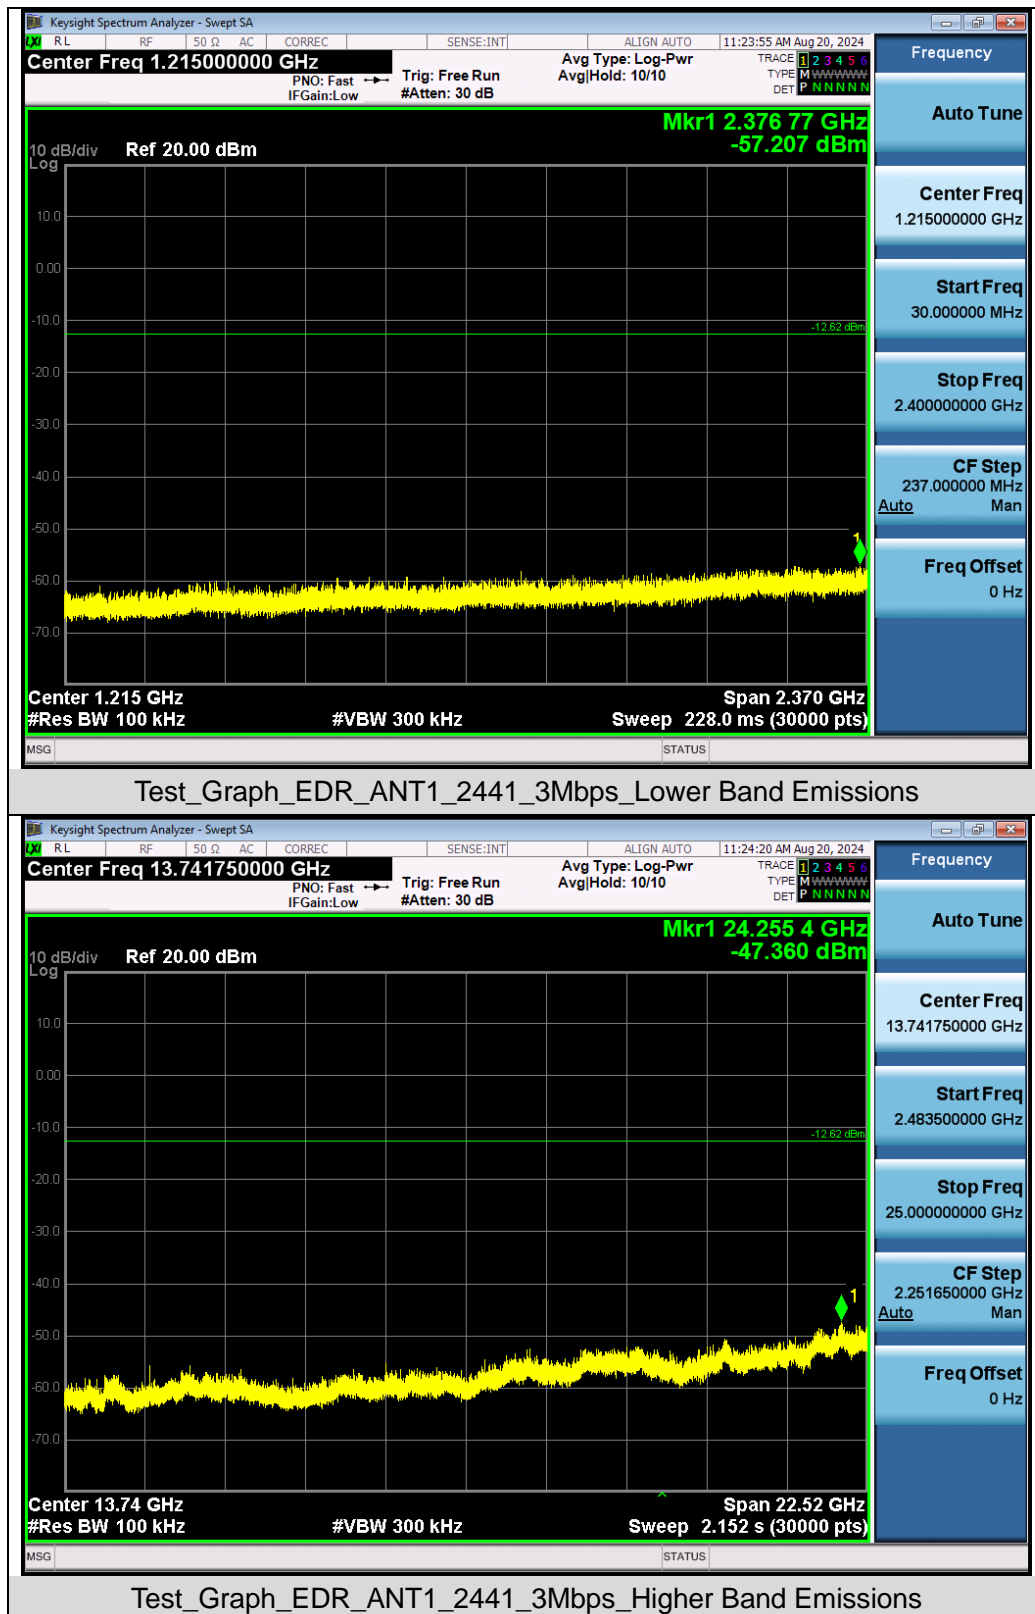 Keysight Spectrum Analyzer - Swept SA
LXI RL RF 50 Ω AC CORREC SENSE:INT ALIGN AUTO 11:23:55 AM Aug 20, 2024
Center Freq 1.215000000 GHz
PNO: Fast
IFGain:Low
Trig: Free Run
#Atten: 30 dB
Avg Type: Log-Pwr
Avg|Hold: 10/10
TRACE 1 2 3 4 5 6
TYPE M W W W W W
DET P N N N N N
Frequency
Mkr1 2.376 77 GHz
-57.207 dBm
10 dB/div
Log
Ref 20.00 dBm
10.0
0.00
-10.0
-12.62 dBm
-20.0
-30.0
-40.0
-50.0
1
-60.0
-70.0
Center 1.215 GHz
Span 2.370 GHz
#Res BW 100 kHz
#VBW 300 kHz
Sweep 228.0 ms (30000 pts)
MSG
STATUS
Auto Tune
Center Freq
1.215000000 GHz
Start Freq
30.000000 MHz
Stop Freq
2.400000000 GHz
CF Step
237.000000 MHz
Auto Man
Freq Offset
0 Hz
Test_Graph_EDR_ANT1_2441_3Mbps_Lower Band Emissions
Keysight Spectrum Analyzer - Swept SA
LXI RL RF 50 Ω AC CORREC SENSE:INT ALIGN AUTO 11:24:20 AM Aug 20, 2024
Center Freq 13.741750000 GHz
PNO: Fast
IFGain:Low
Trig: Free Run
#Atten: 30 dB
Avg Type: Log-Pwr
Avg|Hold: 10/10
TRACE 1 2 3 4 5 6
TYPE M W W W W W
DET P N N N N N
Frequency
Mkr1 24.255 4 GHz
-47.360 dBm
10 dB/div
Log
Ref 20.00 dBm
10.0
0.00
-10.0
-12.62 dBm
-20.0
-30.0
-40.0
1
-50.0
-60.0
-70.0
Center 13.74 GHz
Span 22.52 GHz
#Res BW 100 kHz
#VBW 300 kHz
Sweep 2.152 s (30000 pts)
MSG
STATUS
Auto Tune
Center Freq
13.741750000 GHz
Start Freq
2.483500000 GHz
Stop Freq
25.000000000 GHz
CF Step
2.251650000 GHz
Auto Man
Freq Offset
0 Hz
Test_Graph_EDR_ANT1_2441_3Mbps_Higher Band Emissions